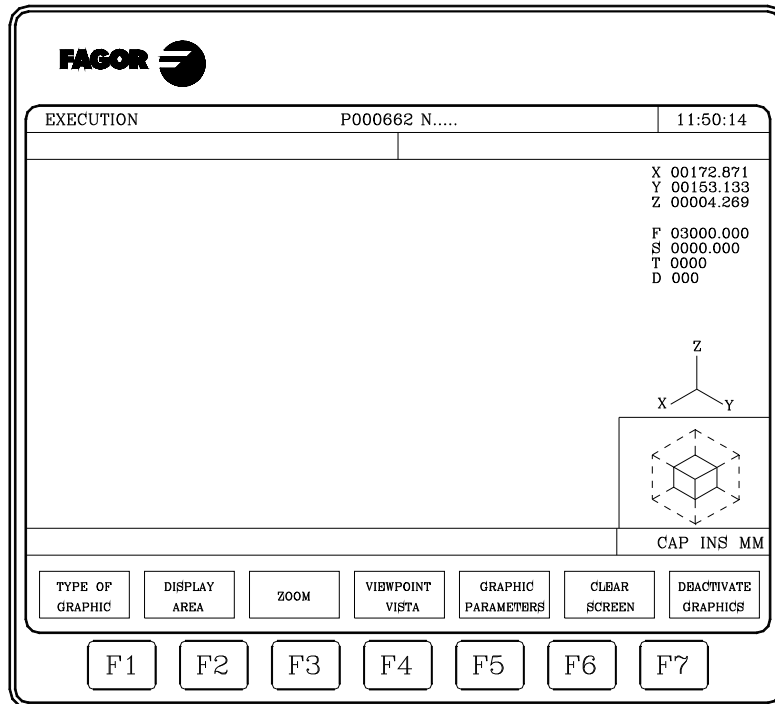 FAGOR
EXECUTION P000662 N..... 11:50:14
X 00172.871
Y 00153.133
Z 00004.269
F 03000.000
S 0000.000
T 0000
D 000
Z
X Y
CAP INS MM
TYPE OF GRAPHIC
DISPLAY AREA
ZOOM
VIEWPOINT VISTA
GRAPHIC PARAMETERS
CLEAR SCREEN
DEACTIVATE GRAPHICS
F1 F2 F3 F4 F5 F6 F7